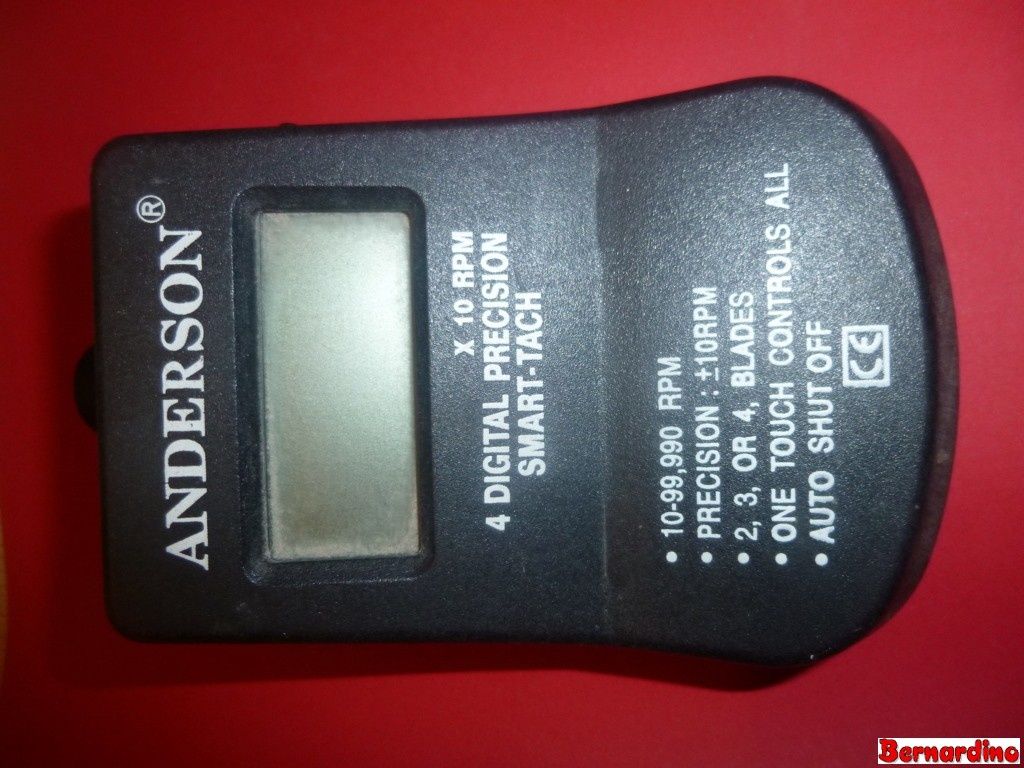 ANDERSON®
X 10 RPM
4 DIGITAL PRECISION
SMART-TACH
• 10-99,990 RPM
• PRECISION : ±10RPM
• 2, 3, OR 4, BLADES
• ONE TOUCH CONTROLS ALL
• AUTO SHUT OFF
CE
Bernardino